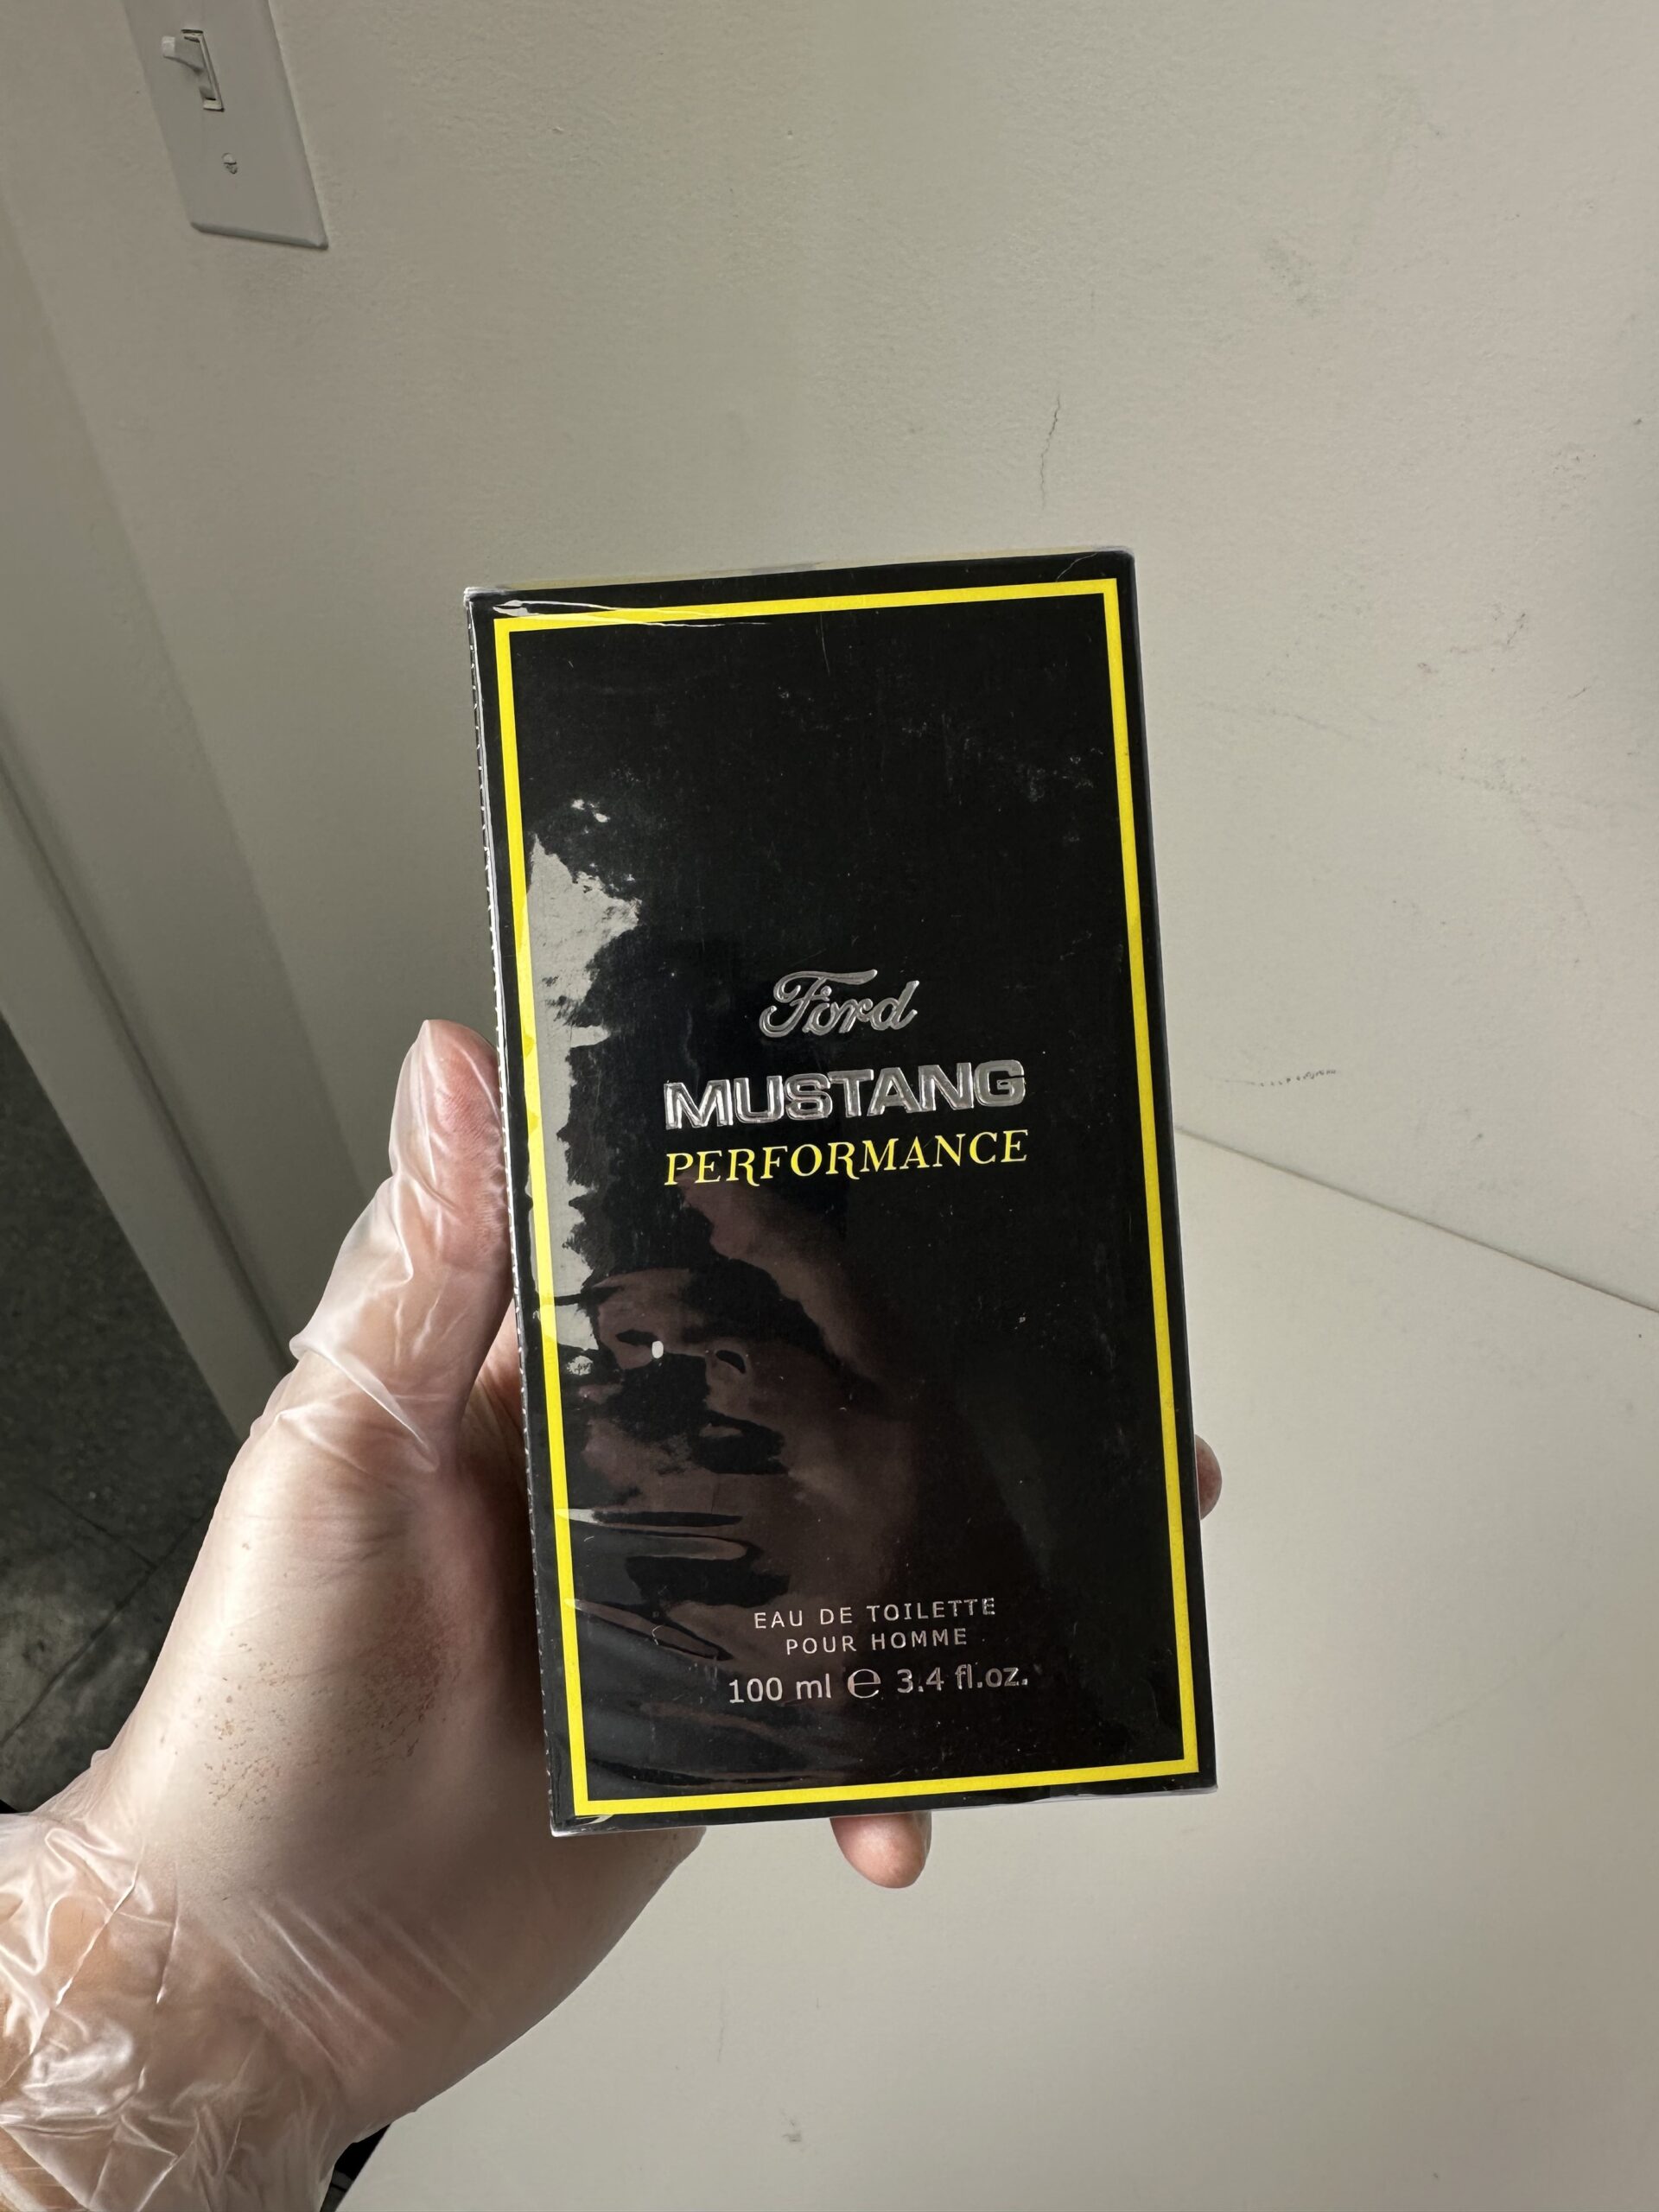 Ford
MUSTANG
PERFORMANCE
EAU DE TOILETTE
POUR HOMME
100 ml ℮ 3.4 fl.oz.